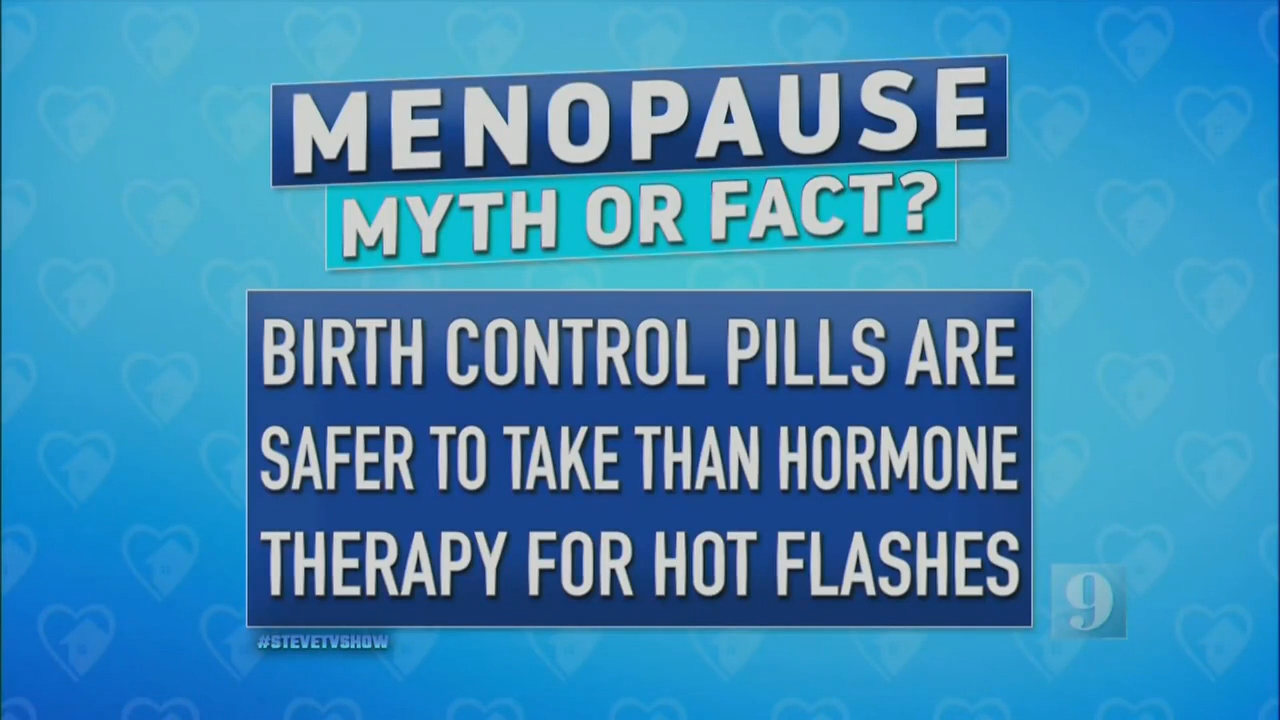 MENOPAUSE
MYTH OR FACT?
BIRTH CONTROL PILLS ARE
SAFER TO TAKE THAN HORMONE
THERAPY FOR HOT FLASHES
9
#STEVETVSHOW